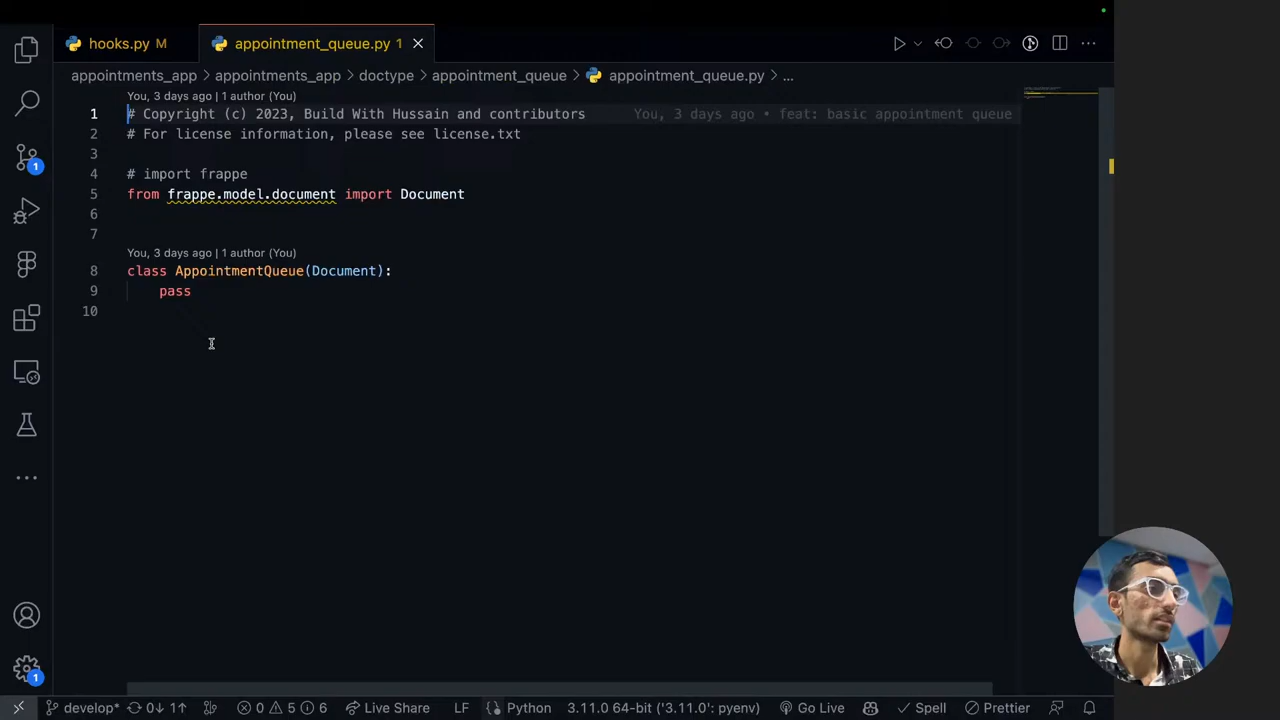 hooks.py M
appointment_queue.py 1
appointments_app > appointments_app > doctype > appointment_queue > appointment_queue.py > ...
You, 3 days ago | 1 author (You)
1 # Copyright (c) 2023, Build With Hussain and contributors You, 3 days ago • feat: basic appointment queue
2 # For license information, please see license.txt
3
4 # import frappe
5 from frappe.model.document import Document
6
7
You, 3 days ago | 1 author (You)
8 class AppointmentQueue(Document):
9 pass
10
1
1
develop* 0↓ 1↑ 0 5 6 Live Share LF Python 3.11.0 64-bit ('3.11.0': pyenv) Go Live Spell Prettier